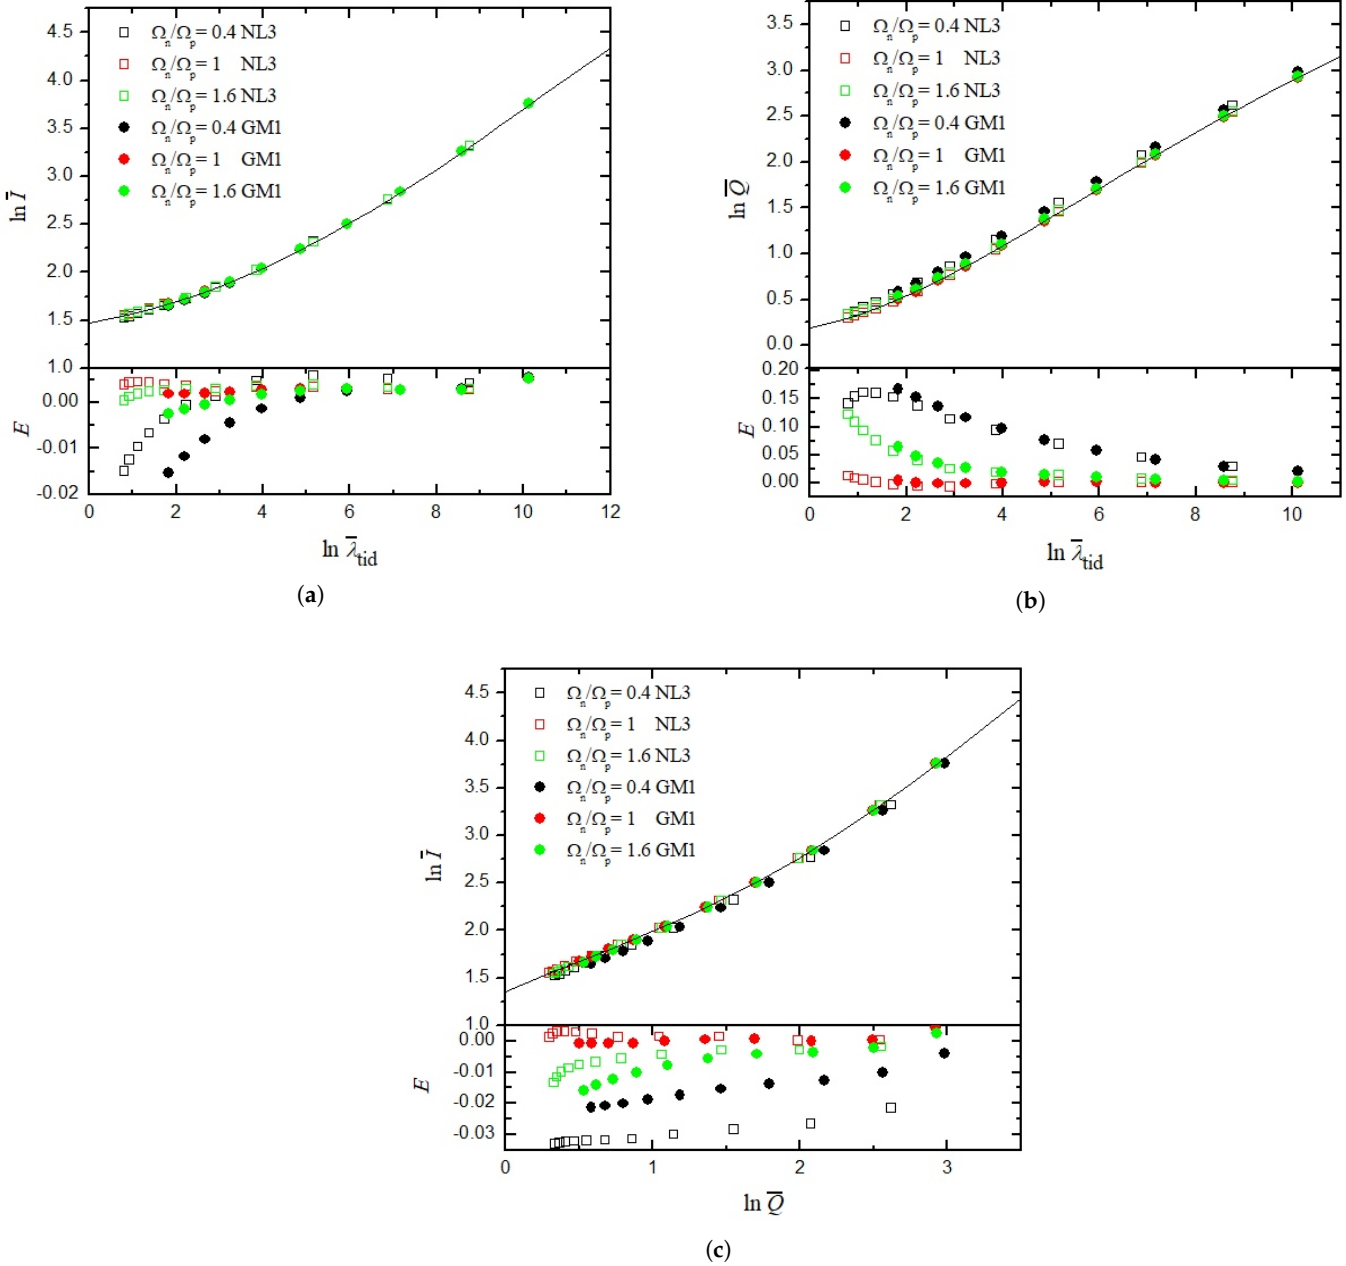 Ωn/Ωp = 0.4 NL3
Ωn/Ωp = 1 NL3
Ωn/Ωp = 1.6 NL3
Ωn/Ωp = 0.4 GM1
Ωn/Ωp = 1 GM1
Ωn/Ωp = 1.6 GM1
4.5
4.0
3.5
3.0
2.5
2.0
1.5
1.0
ln I̅
0.00
-0.01
-0.02
E
0 2 4 6 8 10 12
ln λ̅tid
(a)
Ωn/Ωp = 0.4 NL3
Ωn/Ωp = 1 NL3
Ωn/Ωp = 1.6 NL3
Ωn/Ωp = 0.4 GM1
Ωn/Ωp = 1 GM1
Ωn/Ωp = 1.6 GM1
3.5
3.0
2.5
2.0
1.5
1.0
0.5
0.0
ln Q̅
0.20
0.15
0.10
0.05
0.00
E
0 2 4 6 8 10
ln λ̅tid
(b)
Ωn/Ωp = 0.4 NL3
Ωn/Ωp = 1 NL3
Ωn/Ωp = 1.6 NL3
Ωn/Ωp = 0.4 GM1
Ωn/Ωp = 1 GM1
Ωn/Ωp = 1.6 GM1
4.5
4.0
3.5
3.0
2.5
2.0
1.5
1.0
ln I̅
0.00
-0.01
-0.02
-0.03
E
0 1 2 3
ln Q̅
(c)